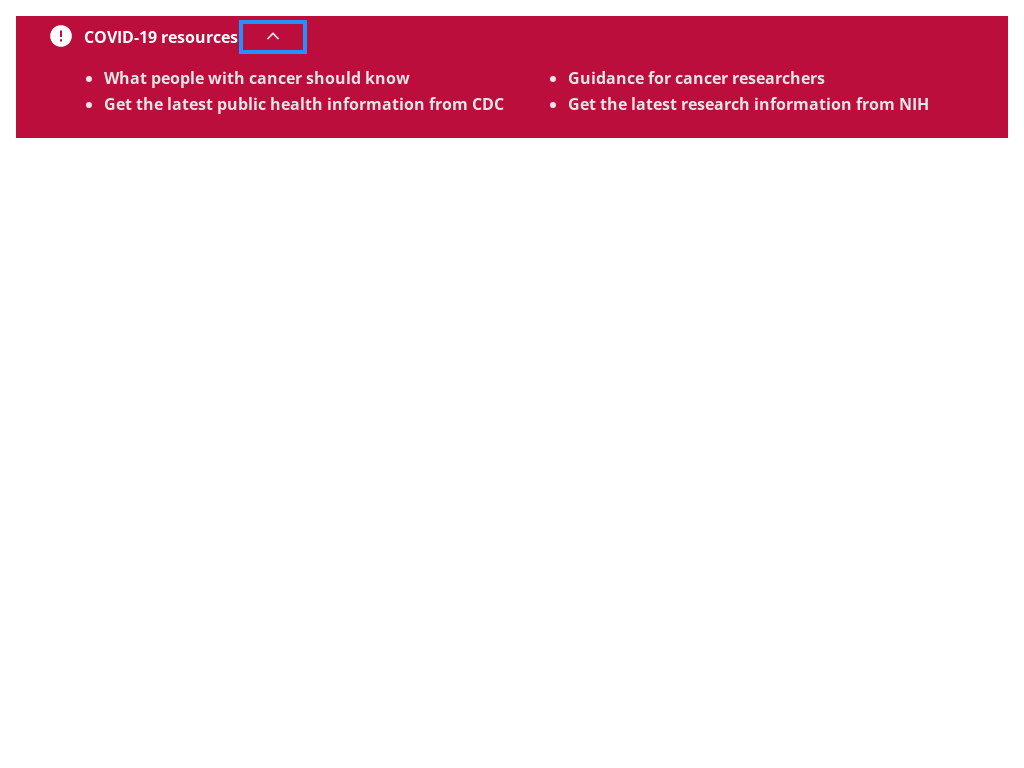 COVID-19 resources
What people with cancer should know
Get the latest public health information from CDC
Guidance for cancer researchers
Get the latest research information from NIH